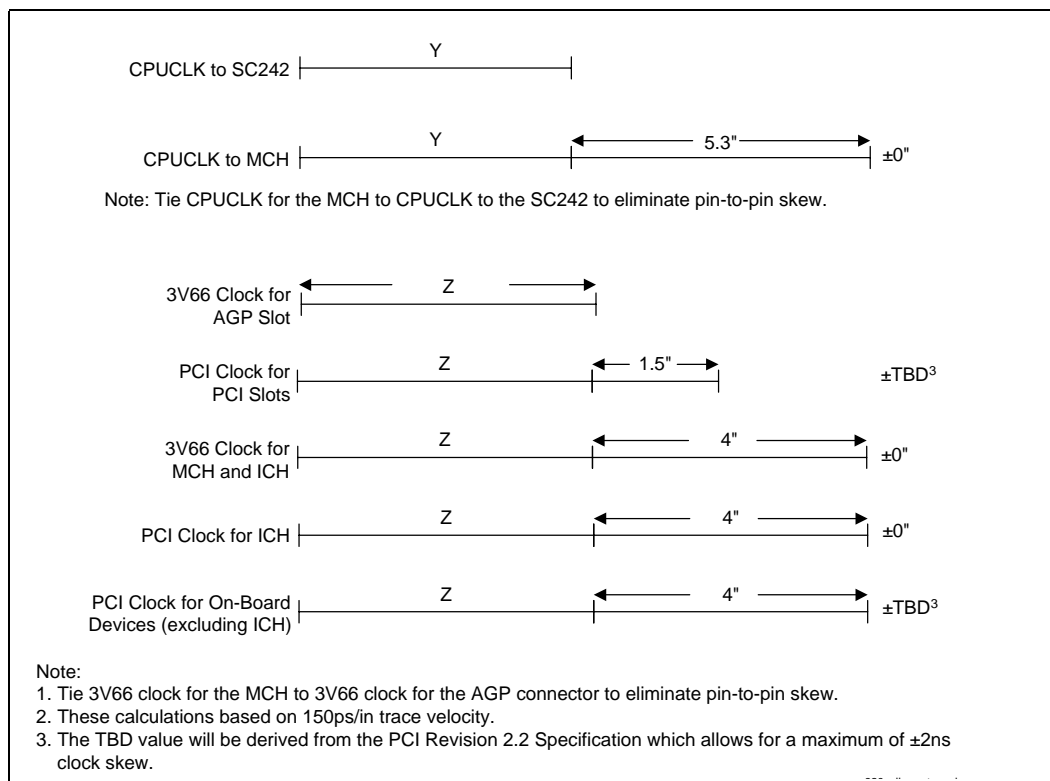 Y
CPUCLK to SC242
Y
5.3"
CPUCLK to MCH
±0"
Note: Tie CPUCLK for the MCH to CPUCLK to the SC242 to eliminate pin-to-pin skew.
Z
3V66 Clock for
AGP Slot
Z
1.5"
PCI Clock for
PCI Slots
±TBD³
Z
4"
3V66 Clock for
MCH and ICH
±0"
Z
4"
PCI Clock for ICH
±0"
Z
4"
PCI Clock for On-Board
Devices (excluding ICH)
±TBD³
Note:
1. Tie 3V66 clock for the MCH to 3V66 clock for the AGP connector to eliminate pin-to-pin skew.
2. These calculations based on 150ps/in trace velocity.
3. The TBD value will be derived from the PCI Revision 2.2 Specification which allows for a maximum of ±2ns
clock skew.